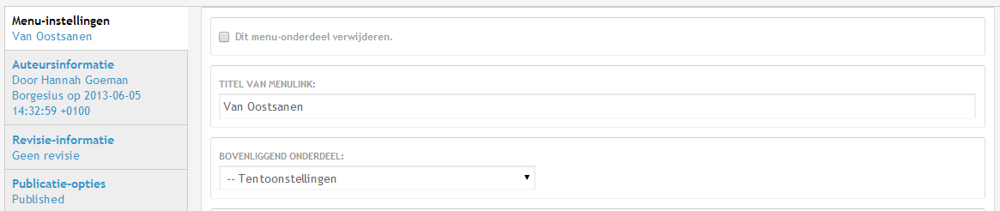 Menu-instellingen
Van Oostsanen
Auteursinformatie
Door Hannah Goeman
Borgesius op 2013-06-05
14:32:59 +0100
Revisie-informatie
Geen revisie
Publicatie-opties
Published
Dit menu-onderdeel verwijderen.
TITEL VAN MENULINK:
Van Oostsanen
BOVENLIGGEND ONDERDEEL:
-- Tentoonstellingen